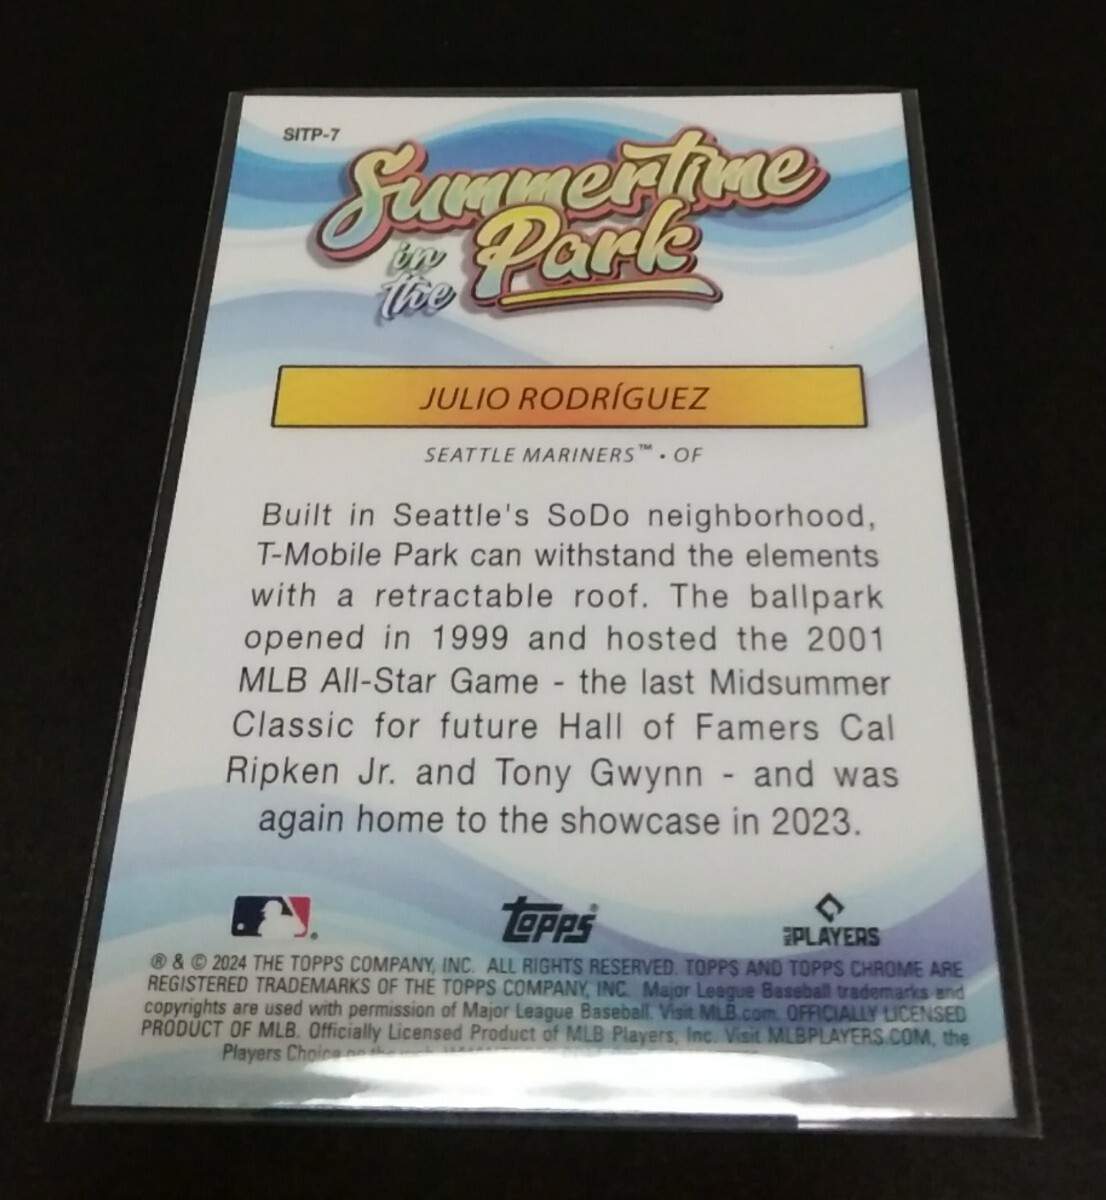 SITP-7
Summertime
in the Park
JULIO RODRÍGUEZ
SEATTLE MARINERS™ • OF
Built in Seattle's SoDo neighborhood,
T-Mobile Park can withstand the elements
with a retractable roof. The ballpark
opened in 1999 and hosted the 2001
MLB All-Star Game - the last Midsummer
Classic for future Hall of Famers Cal
Ripken Jr. and Tony Gwynn - and was
again home to the showcase in 2023.
Topps®
MLB PLAYERS
® & © 2024 THE TOPPS COMPANY, INC. ALL RIGHTS RESERVED. TOPPS AND TOPPS CHROME ARE
REGISTERED TRADEMARKS OF THE TOPPS COMPANY, INC. Major League Baseball trademarks and
copyrights are used with permission of Major League Baseball. Visit MLB.com. OFFICIALLY LICENSED
PRODUCT OF MLB. Officially Licensed Product of MLB Players, Inc. Visit MLBPLAYERS.COM, the
Players Choice on the web.